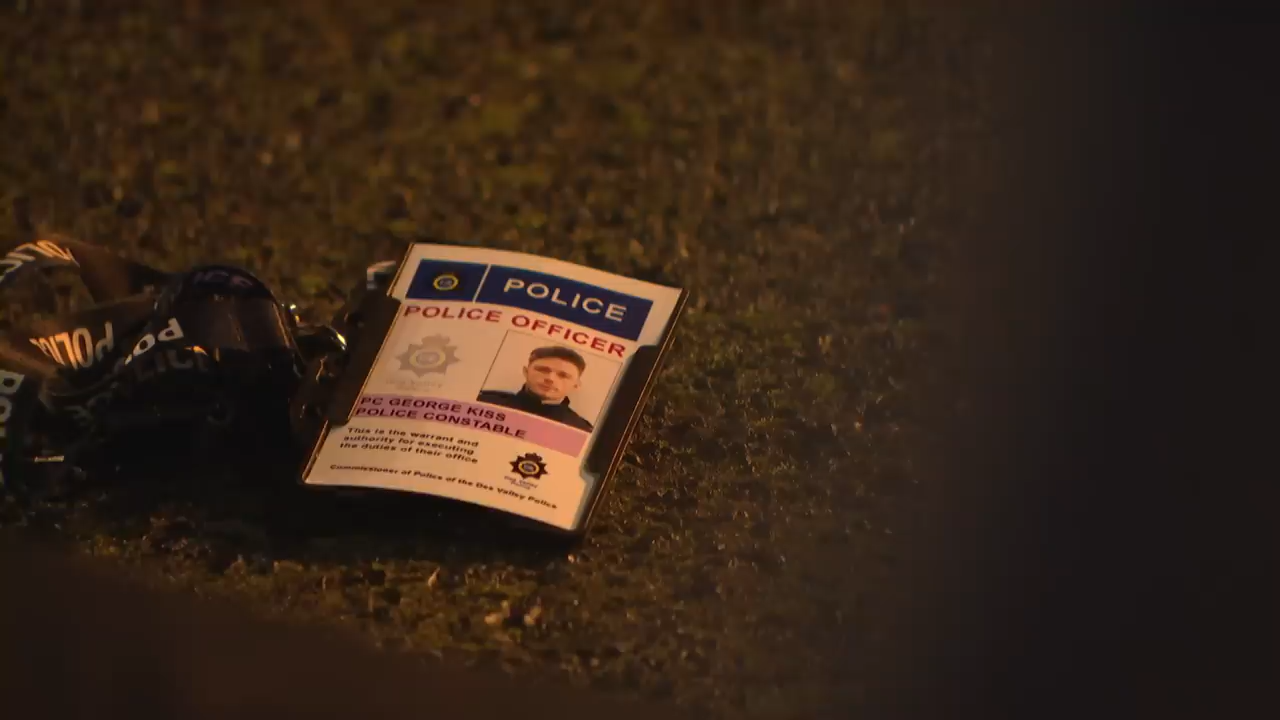 POLICE
POLICE OFFICER
PC GEORGE KISS
POLICE CONSTABLE
This is the warrant and
authority for executing
the duties of their office
Commissioner of Police of the Dee Valley Police